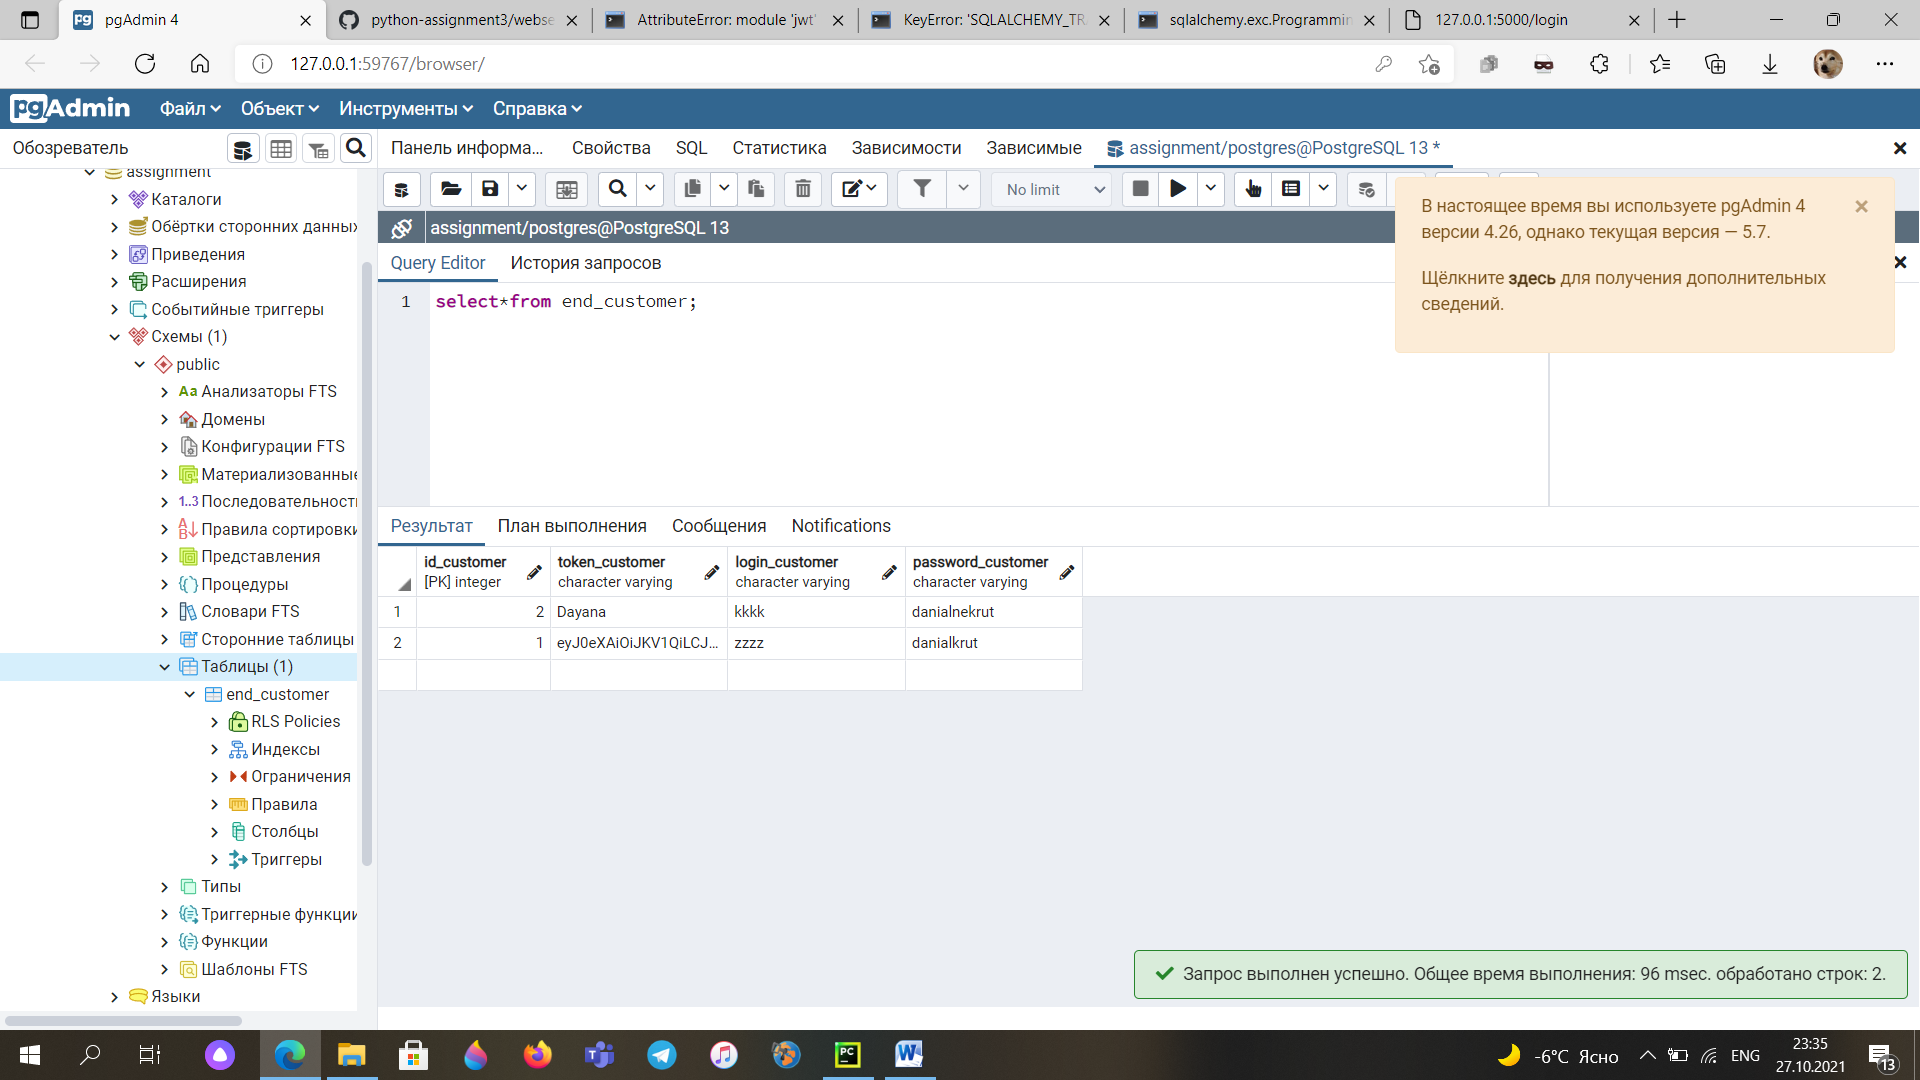 pgAdmin 4
python-assignment3/webse
AttributeError: module 'jwt'
KeyError: 'SQLALCHEMY_TR
sqlalchemy.exc.Programmin
127.0.0.1:5000/login
127.0.0.1:59767/browser/
pgAdmin
Файл
Объект
Инструменты
Справка
Обозреватель
Панель информа...
Свойства
SQL
Статистика
Зависимости
Зависимые
assignment/postgres@PostgreSQL 13 *
assignment
Каталоги
Обёртки сторонних данных
Приведения
Расширения
Событийные триггеры
Схемы (1)
public
Aa Анализаторы FTS
Домены
Конфигурации FTS
Материализованные
1..3 Последовательност
Правила сортировки
Представления
Процедуры
Словари FTS
Сторонние таблицы
Таблицы (1)
end_customer
RLS Policies
Индексы
Ограничения
Правила
Столбцы
Триггеры
Типы
Триггерные функции
Функции
Шаблоны FTS
Языки
No limit
assignment/postgres@PostgreSQL 13
Query Editor
История запросов
1 select*from end_customer;
В настоящее время вы используете pgAdmin 4
версии 4.26, однако текущая версия — 5.7.
Щёлкните здесь для получения дополнительных
сведений.
Результат
План выполнения
Сообщения
Notifications
id_customer
[PK] integer
token_customer
character varying
login_customer
character varying
password_customer
character varying
1 2 Dayana kkkk danialnekrut
2 1 eyJ0eXAiOiJKV1QiLCJ... zzzz danialkrut
Запрос выполнен успешно. Общее время выполнения: 96 msec. обработано строк: 2.
PC
-6°C Ясно
ENG
23:35
27.10.2021
13